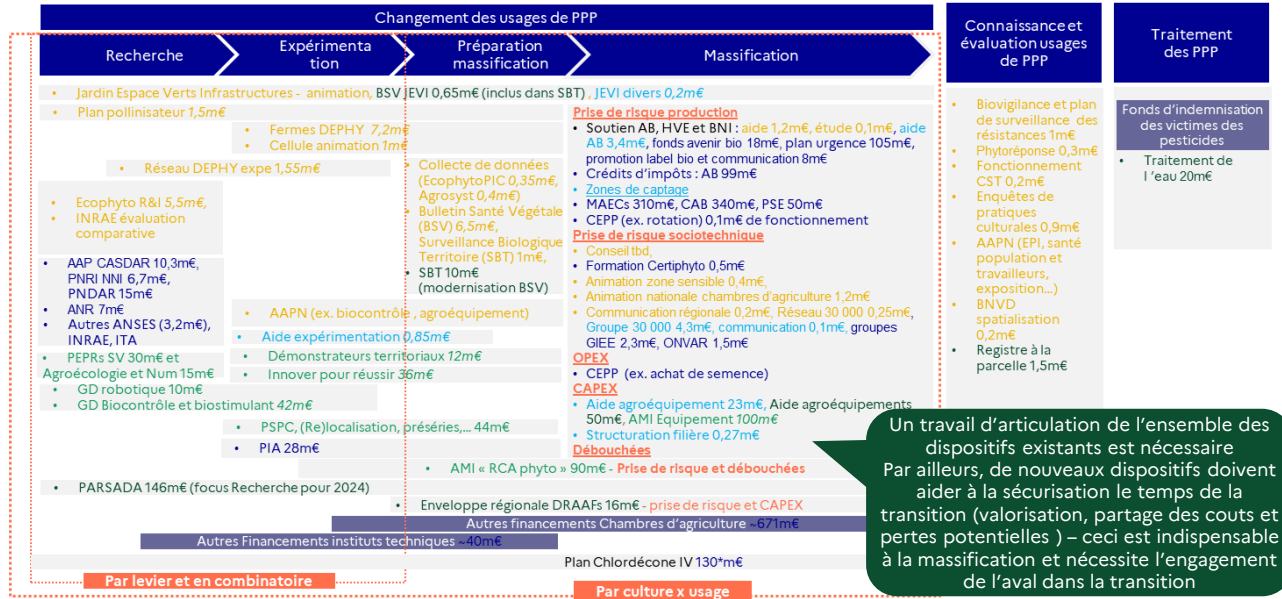 Changement des usages de PPP
Recherche
Expérimenta
tion
Préparation
massification
Massification
Connaissance et
évaluation usages
de PPP
Traitement
des PPP
• Jardin Espace Verts Infrastructures - animation, BSV JEVI 0,65m€ (inclus dans SBT) , JEVI divers 0,2m€
• Plan pollinisateur 1,5m€
• Fermes DEPHY 7,2m€
• Cellule animation 1m€
• Réseau DEPHY expe 1,55m€
• Ecophyto R&I 5,5m€,
• INRAE évaluation
comparative
• AAP CASDAR 10,3m€,
PNRI NNI 6,7m€,
PNDAR 15m€
• ANR 7m€
• Autres ANSES (3,2m€),
INRAE, ITA
• PEPRs SV 30m€ et
Agroécologie et Num 15m€
• GD robotique 10m€
• GD Biocontrôle et biostimulant 42m€
• Collecte de données
(EcophytoPIC 0,35m€,
Agrosyst 0,4m€)
• Bulletin Santé Végétale
(BSV) 6,5m€,
Surveillance Biologique
Territoire (SBT) 1m€,
• SBT 10m€
(modernisation BSV)
• AAPN (ex. biocontrôle , agroéquipement)
• Aide expérimentation 0,85m€
• Démonstrateurs territoriaux 12m€
• Innover pour réussir 36m€
• PSPC, (Re)localisation, préséries,... 44m€
• PIA 28m€
Prise de risque production
• Soutien AB, HVE et BNI : aide 1,2m€, étude 0,1m€, aide
AB 3,4m€, fonds avenir bio 18m€, plan urgence 105m€,
promotion label bio et communication 8m€
• Crédits d'impôts : AB 99m€
• Zones de captage
• MAECs 310m€, CAB 340m€, PSE 50m€
• CEPP (ex. rotation) 0,1m€ de fonctionnement
Prise de risque sociotechnique
• Conseil tbd,
• Formation Certiphyto 0,5m€
• Animation zone sensible 0,4m€,
• Animation nationale chambres d'agriculture 1,2m€
• Communication régionale 0,2m€, Réseau 30 000 0,25m€,
Groupe 30 000 4,3m€, communication 0,1m€, groupes
GIEE 2,3m€, ONVAR 1,5m€
OPEX
• CEPP (ex. achat de semence)
CAPEX
• Aide agroéquipement 23m€, Aide agroéquipements
50m€, AMI Equipement 100m€
• Structuration filière 0,27m€
Débouchées
• AMI « RCA phyto » 90m€ - Prise de risque et débouchées
• PARSADA 146m€ (focus Recherche pour 2024)
• Enveloppe régionale DRAAFs 16m€ - prise de risque et CAPEX
Autres financements Chambres d'agriculture ~671m€
Autres Financements instituts techniques ~40m€
Plan Chlordécone IV 130*m€
Par levier et en combinatoire
Par culture x usage
• Biovigilance et plan
de surveillance des
résistances 1m€
• Phytoréponse 0,3m€
• Fonctionnement
CST 0,2m€
• Enquêtes de
pratiques
culturales 0,9m€
• AAPN (EPI, santé
population et
travailleurs,
exposition...)
• BNVD
spatialisation
0,2m€
• Registre à la
parcelle 1,5m€
Fonds d'indemnisation
des victimes des
pesticides
• Traitement de
l 'eau 20m€
Un travail d'articulation de l'ensemble des
dispositifs existants est nécessaire
Par ailleurs, de nouveaux dispositifs doivent
aider à la sécurisation le temps de la
transition (valorisation, partage des couts et
pertes potentielles ) – ceci est indispensable
à la massification et nécessite l'engagement
de l'aval dans la transition